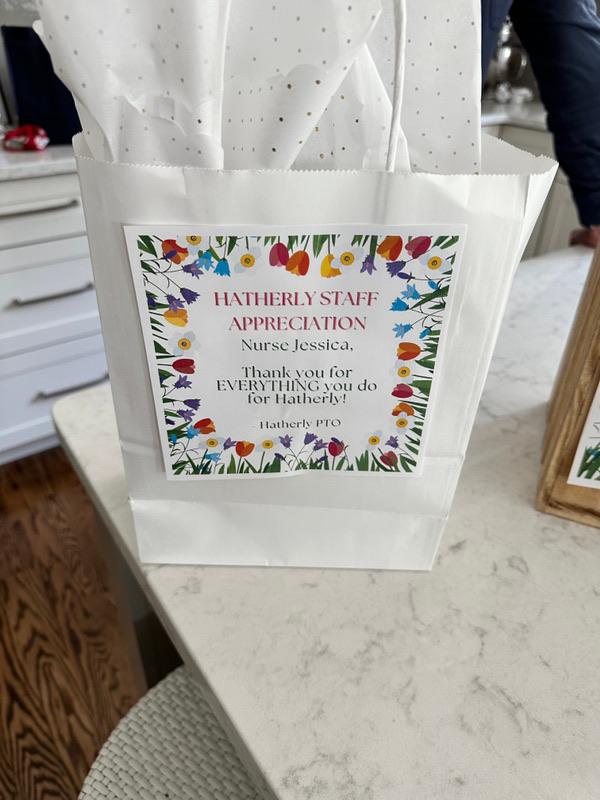 HATHERLY STAFF
APPRECIATION
Nurse Jessica,
Thank you for
EVERYTHING you do
for Hatherly!
- Hatherly PTO